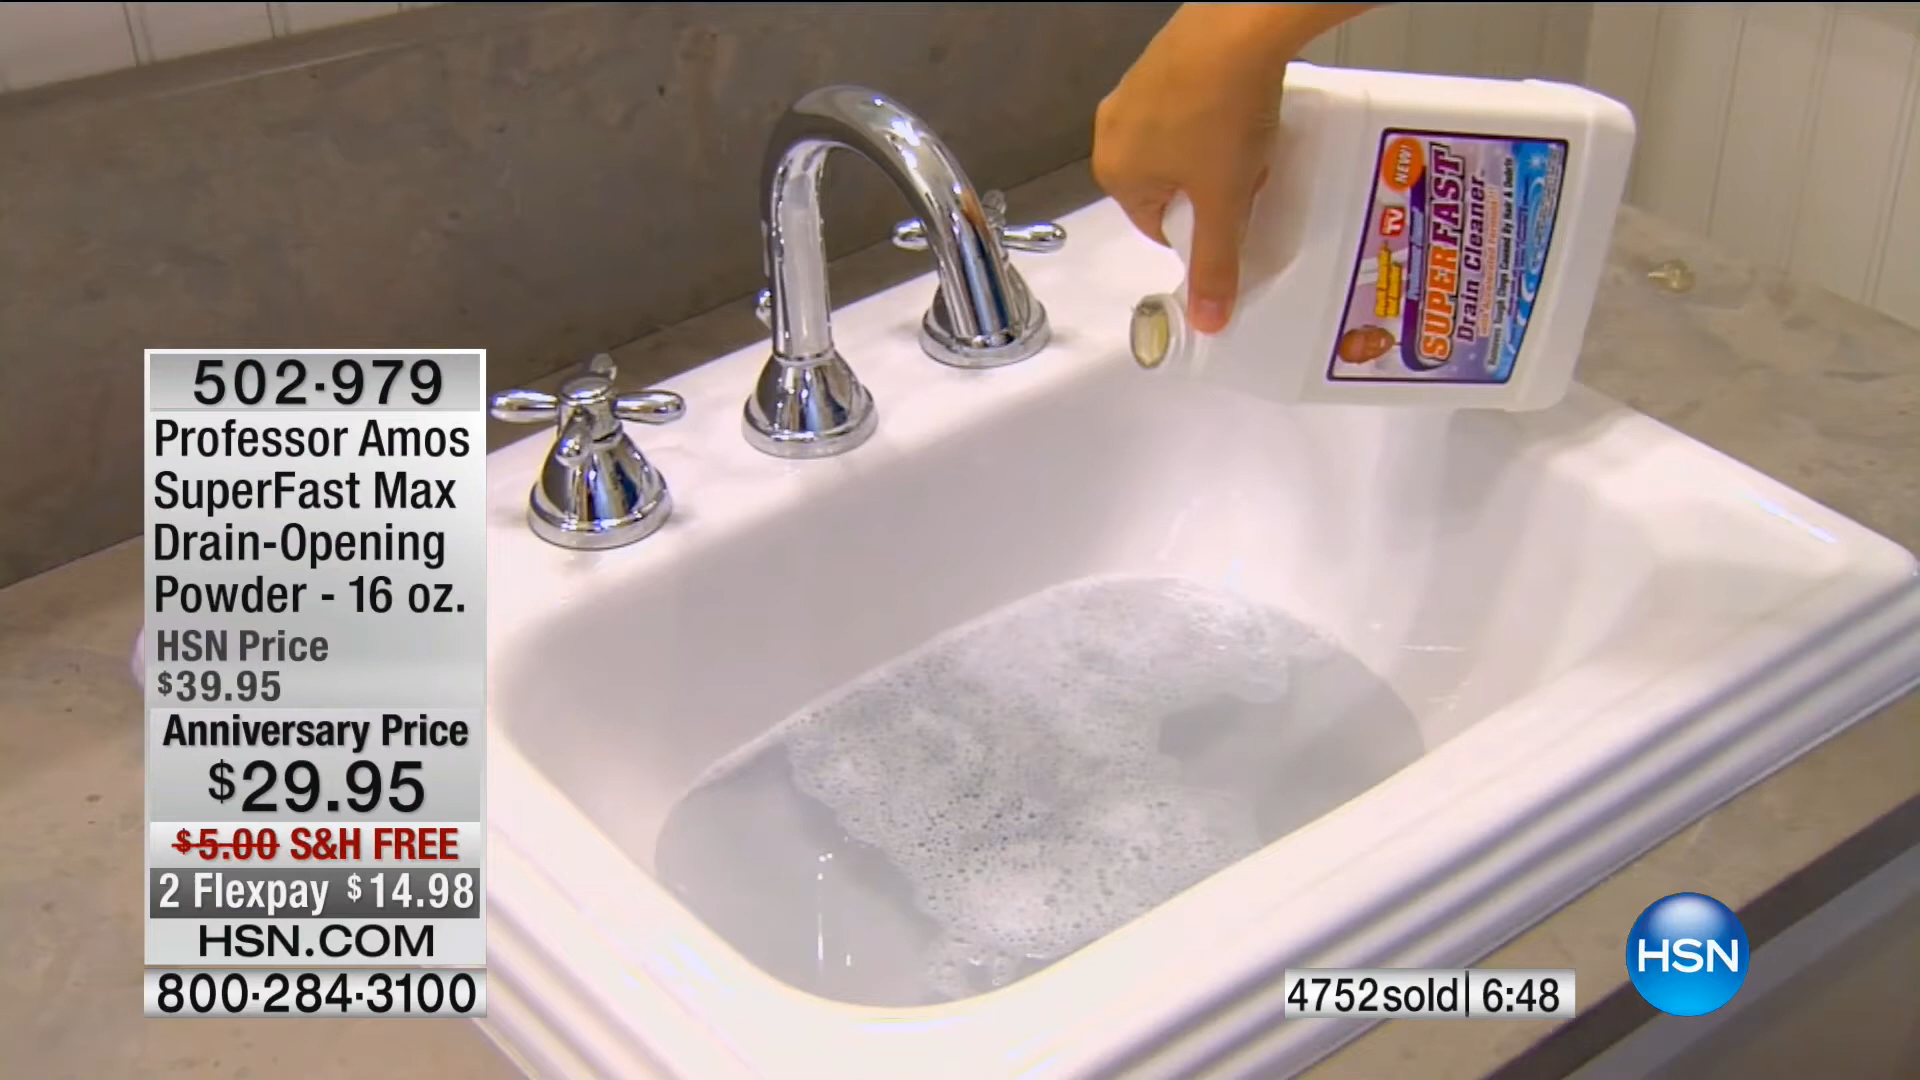 502·979
Professor Amos
SuperFast Max
Drain-Opening
Powder - 16 oz.
HSN Price
$39.95
Anniversary Price
$29.95
$5.00 S&H FREE
2 Flexpay $14.98
HSN.COM
800·284·3100
NEW!
TV
SUPERFAST
Drain Cleaner
4752 sold 6:48
HSN